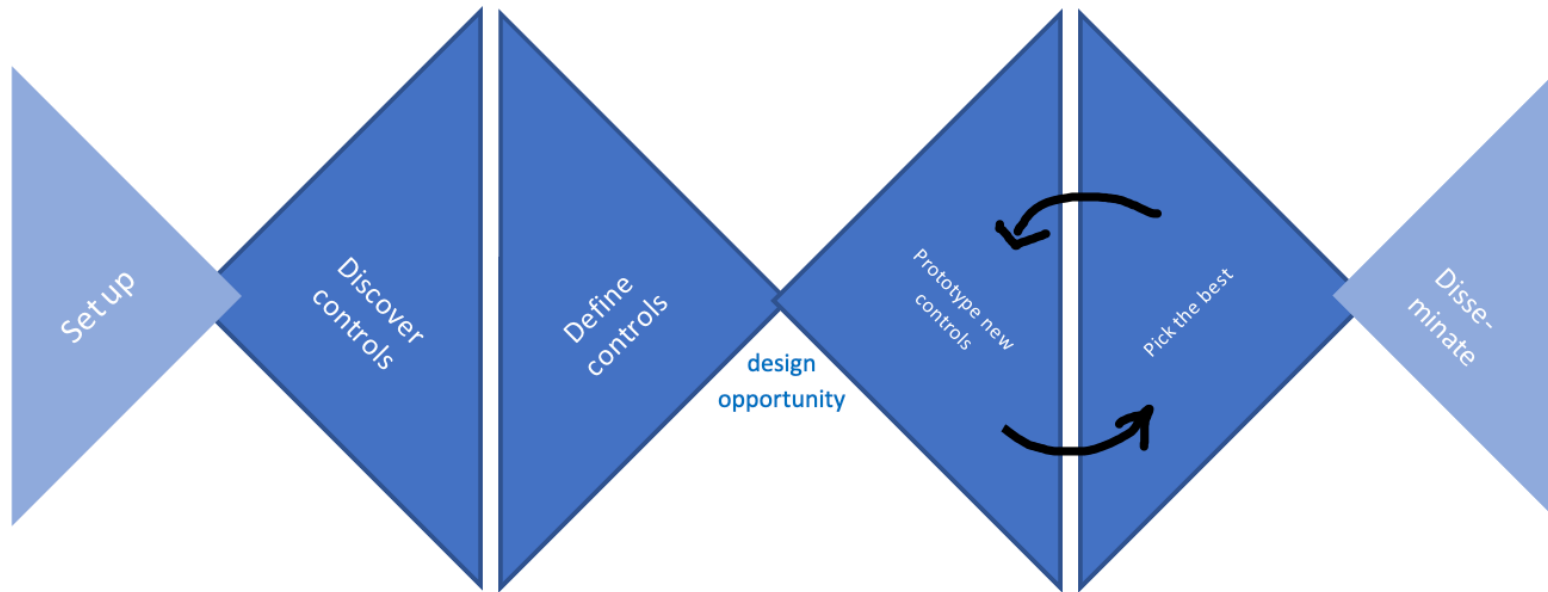 Set up
Discover
controls
Define
controls
design
opportunity
Prototype new
controls
Pick the best
Disse-
minate